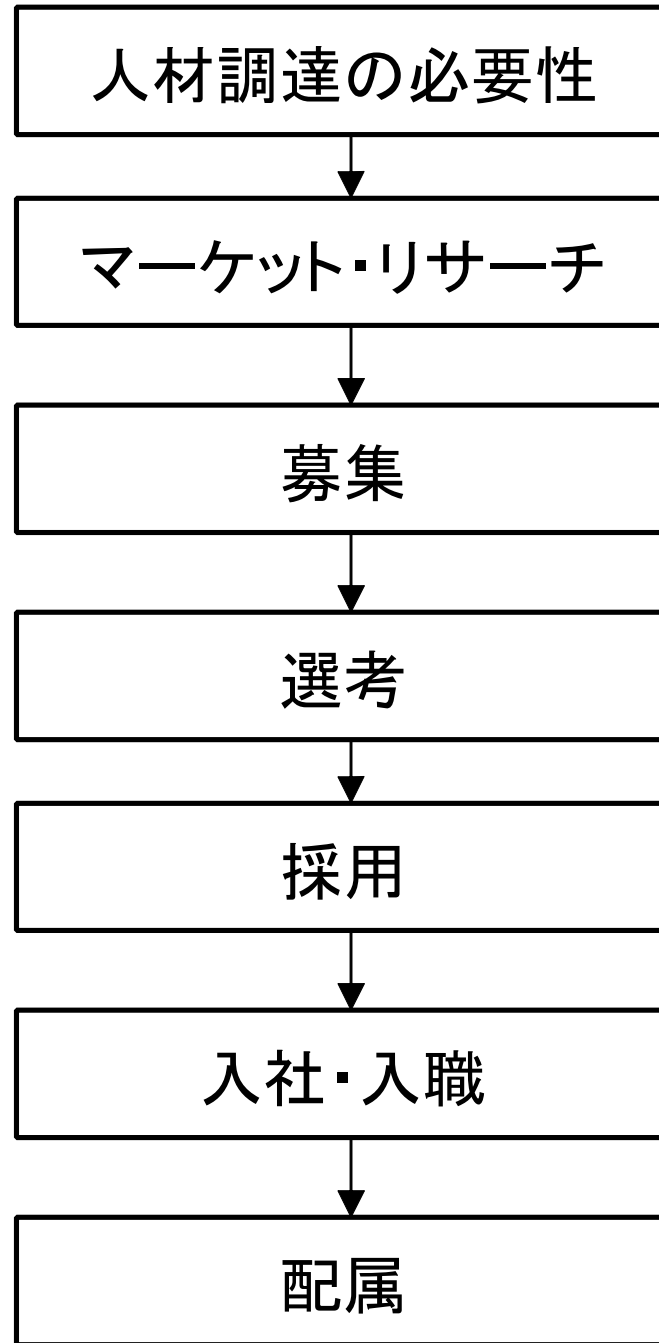 人材調達の必要性
マーケット・リサーチ
募集
選考
採用
入社・入職
配属